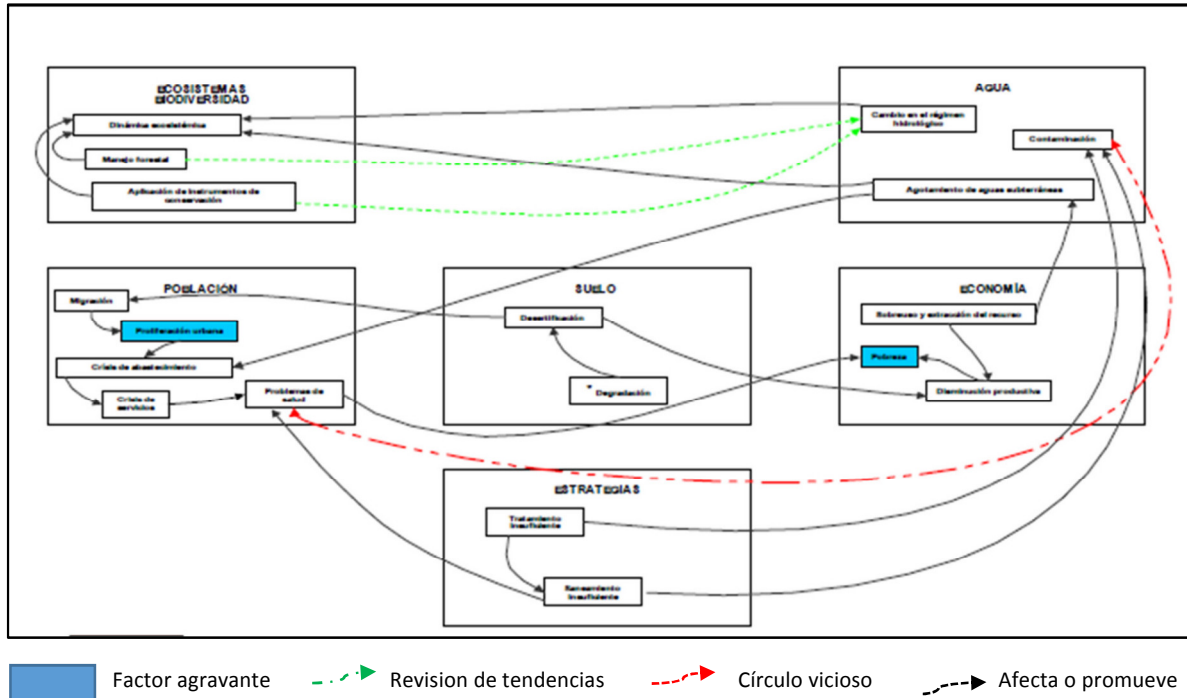 ECOSISTEMAS
BIODIVERSIDAD
Dinámica ecosistémica
Manejo forestal
Aplicación de instrumentos de
conservación
AGUA
Cambio en el régimen
hidrológico
Contaminación
Agotamiento de aguas subterráneas
POBLACIÓN
Migración
Proliferación urbana
Crisis de abastecimiento
Crisis de
servicios
Problemas de
salud
SUELO
Desertificación
Degradación
ECONOMÍA
Sobreuso y extracción del recurso
Pobreza
Disminución productiva
ESTRATEGIAS
Tratamiento
insuficiente
Saneamiento
insuficiente
Factor agravante
Revision de tendencias
Círculo vicioso
Afecta o promueve